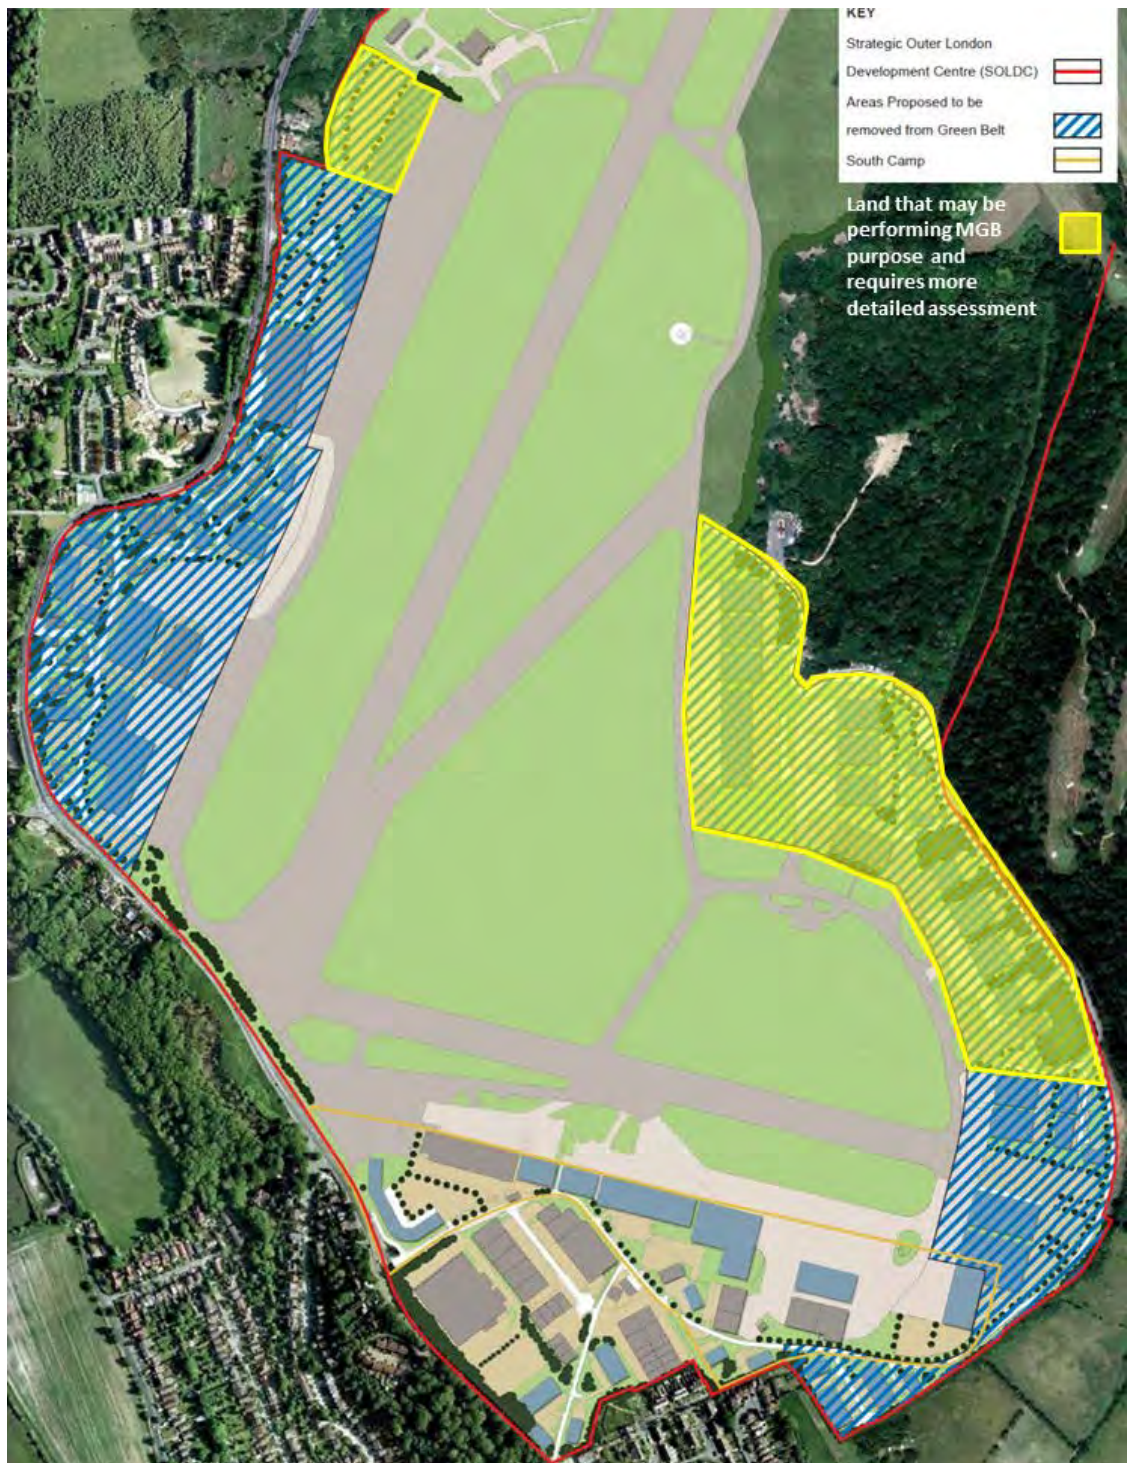 KEY
Strategic Outer London
Development Centre (SOLDC)
Areas Proposed to be
removed from Green Belt
South Camp
Land that may be
performing MGB
purpose and
requires more
detailed assessment